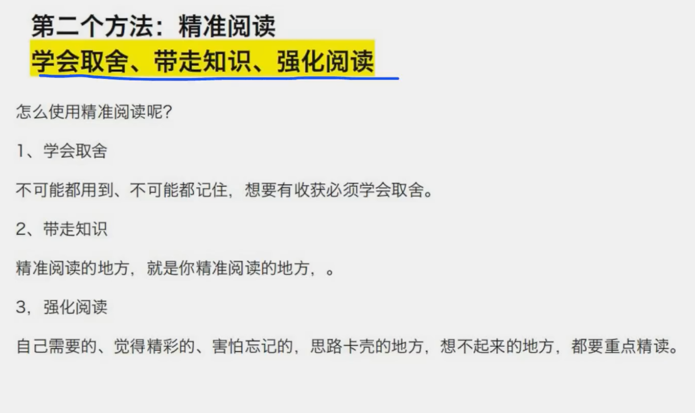 第二个方法：精准阅读
学会取舍、带走知识、强化阅读
怎么使用精准阅读呢？
1、学会取舍
不可能都用到、不可能都记住，想要有收获必须学会取舍。
2、带走知识
精准阅读的地方，就是你精准阅读的地方，。
3，强化阅读
自己需要的、觉得精彩的、害怕忘记的，思路卡壳的地方，想不起来的地方，都要重点精读。